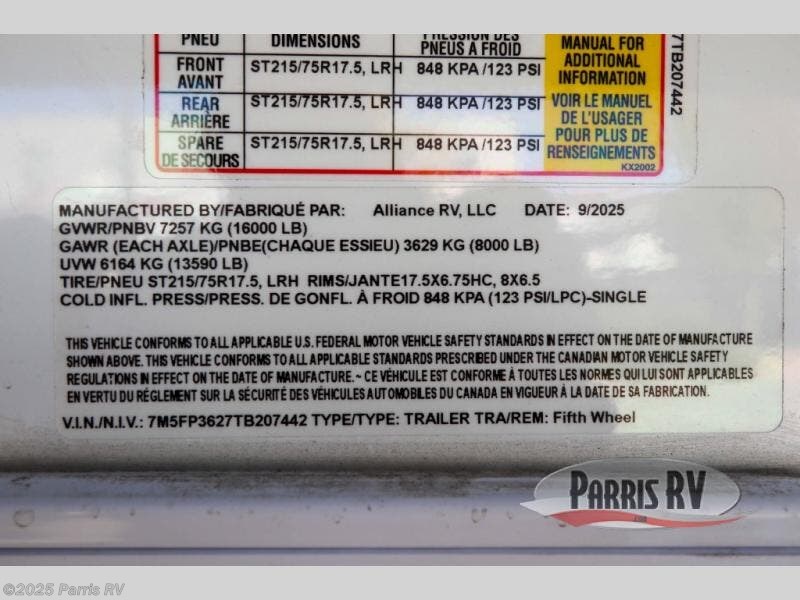 PNEU DIMENSIONS PRESSION DES PNEUS A FROID
MANUAL FOR ADDITIONAL INFORMATION
FRONT AVANT ST215/75R17.5, LRH 848 KPA /123 PSI
REAR ARRIÈRE ST215/75R17.5, LRH 848 KPA /123 PSI
SPARE DE SECOURS ST215/75R17.5, LRH 848 KPA /123 PSI
VOIR LE MANUEL DE L'USAGER POUR PLUS DE RENSEIGNEMENTS
KX2002
7TB207442
MANUFACTURED BY/FABRIQUÉ PAR: Alliance RV, LLC DATE: 9/2025
GVWR/PNBV 7257 KG (16000 LB)
GAWR (EACH AXLE)/PNBE(CHAQUE ESSIEU) 3629 KG (8000 LB)
UVW 6164 KG (13590 LB)
TIRE/PNEU ST215/75R17.5, LRH RIMS/JANTE17.5X6.75HC, 8X6.5
COLD INFL. PRESS/PRESS. DE GONFL. À FROID 848 KPA (123 PSI/LPC)-SINGLE
THIS VEHICLE CONFORMS TO ALL APPLICABLE U.S. FEDERAL MOTOR VEHICLE SAFETY STANDARDS IN EFFECT ON THE DATE OF MANUFACTURE
SHOWN ABOVE. THIS VEHICLE CONFORMS TO ALL APPLICABLE STANDARDS PRESCRIBED UNDER THE CANADIAN MOTOR VEHICLE SAFETY
REGULATIONS IN EFFECT ON THE DATE OF MANUFACTURE. ~ CE VÉHICULE EST CONFORME À TOUTES LES NORMES QUI LUI SONT APPLICABLES
EN VERTU DU RÉGLEMENT SUR LA SÉCURITÉ DES VÉHICULES AUTOMOBILES DU CANADA EN VIGUEUR À LA DATE DE SA FABRICATION.
V.I.N./N.I.V.: 7M5FP3627TB207442 TYPE/TYPE: TRAILER TRA/REM: Fifth Wheel
PARRIS RV
©2025 Parris RV